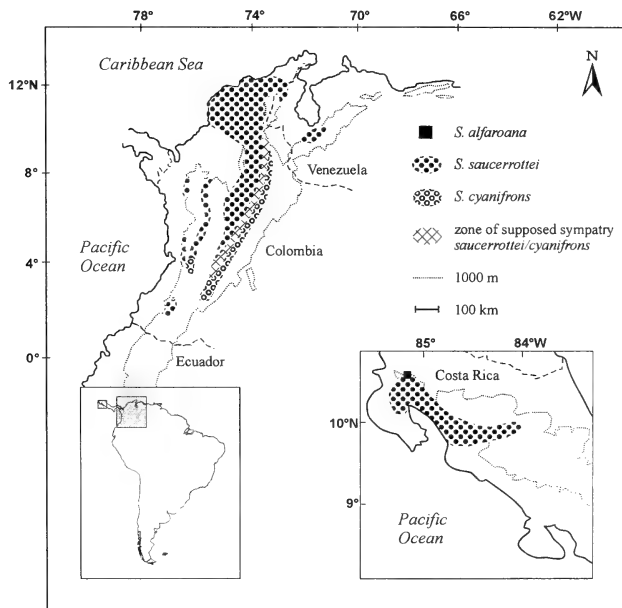 78° 74° 70° 66° 62°W
Caribbean Sea
N
12°N
S. alfaroana
8°
Venezuela
S. saucerrottei
S. cyanifrons
Pacific
Ocean
Colombia
zone of supposed sympatry
saucerrottei/cyanifrons
4°
1000 m
100 km
0°
Ecuador
85° 84°W
Costa Rica
10°N
9°
Pacific
Ocean